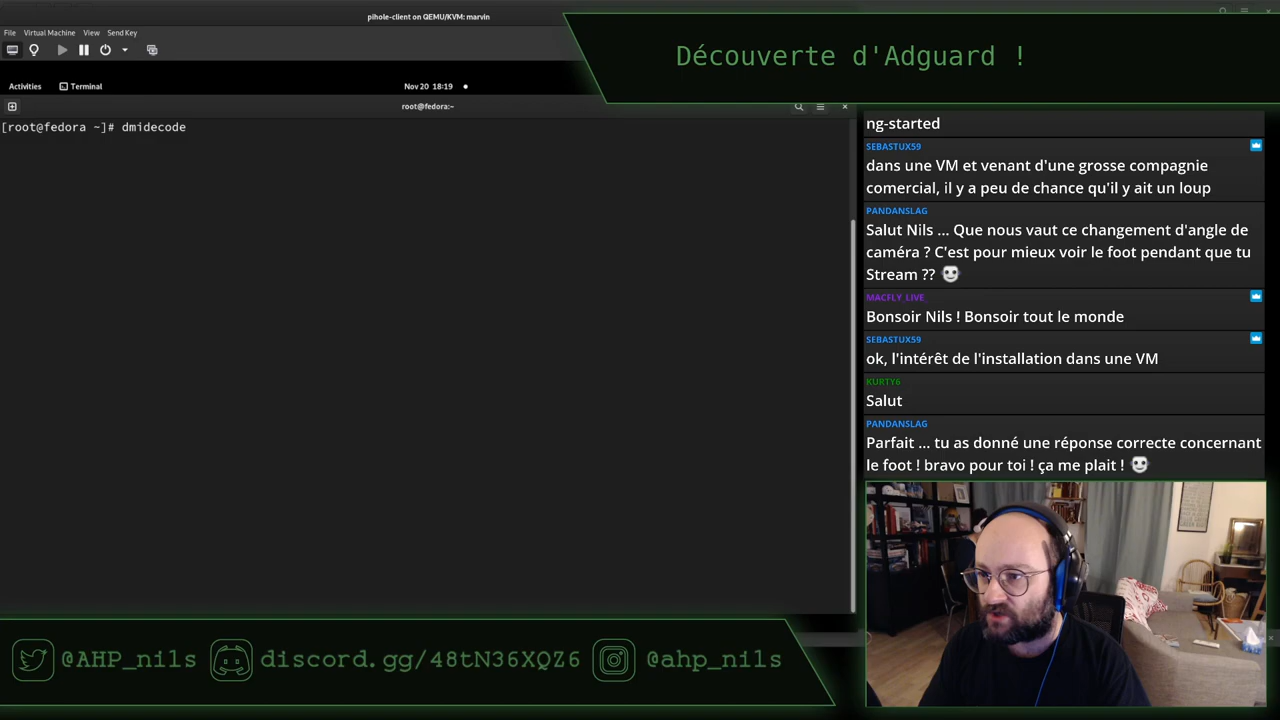 pihole-client on QEMU/KVM: marvin
File Virtual Machine View Send Key
Activities Terminal Nov 20 18:19
root@fedora:~
[root@fedora ~]# dmidecode
Découverte d'Adguard !
ng-started
SEBASTUX59
dans une VM et venant d'une grosse compagnie
comercial, il y a peu de chance qu'il y ait un loup
PANDANSLAG
Salut Nils ... Que nous vaut ce changement d'angle de
caméra ? C'est pour mieux voir le foot pendant que tu
Stream ??
MACFLY_LIVE_
Bonsoir Nils ! Bonsoir tout le monde
SEBASTUX59
ok, l'intérêt de l'installation dans une VM
KURTY6
Salut
PANDANSLAG
Parfait ... tu as donné une réponse correcte concernant
le foot ! bravo pour toi ! ça me plait !
@AHP_nils discord.gg/48tN36XQZ6 @ahp_nils